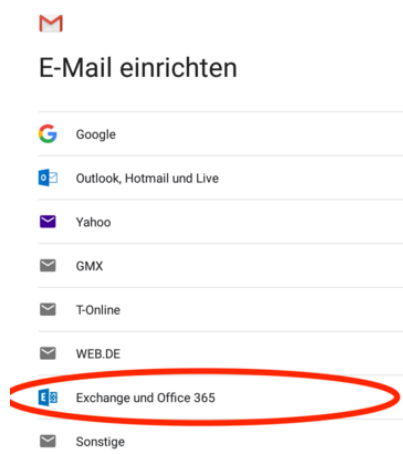 E-Mail einrichten
Google
Outlook, Hotmail und Live
Yahoo
GMX
T-Online
WEB.DE
Exchange und Office 365
Sonstige